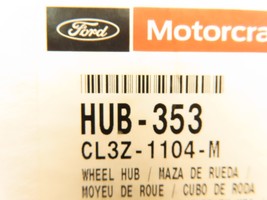 Ford
Motorcra
HUB-353
CL3Z-1104-M
WHEEL HUB / MAZA DE RUEDA /
MOYEU DE ROUE / CUBO DE RODA